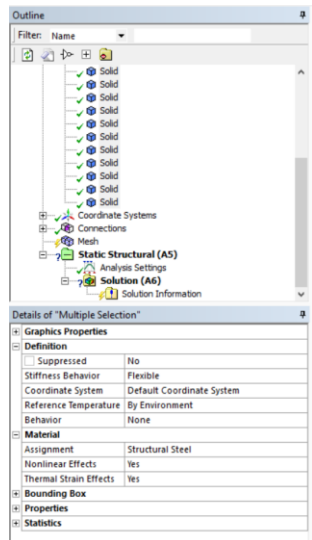 Outline
Filter: Name
Solid
Solid
Solid
Solid
Solid
Solid
Solid
Solid
Solid
Solid
Solid
Coordinate Systems
Connections
Mesh
Static Structural (A5)
Analysis Settings
Solution (A6)
Solution Information
Details of "Multiple Selection"
Graphics Properties
Definition
Suppressed No
Stiffness Behavior Flexible
Coordinate System Default Coordinate System
Reference Temperature By Environment
Behavior None
Material
Assignment Structural Steel
Nonlinear Effects Yes
Thermal Strain Effects Yes
Bounding Box
Properties
Statistics